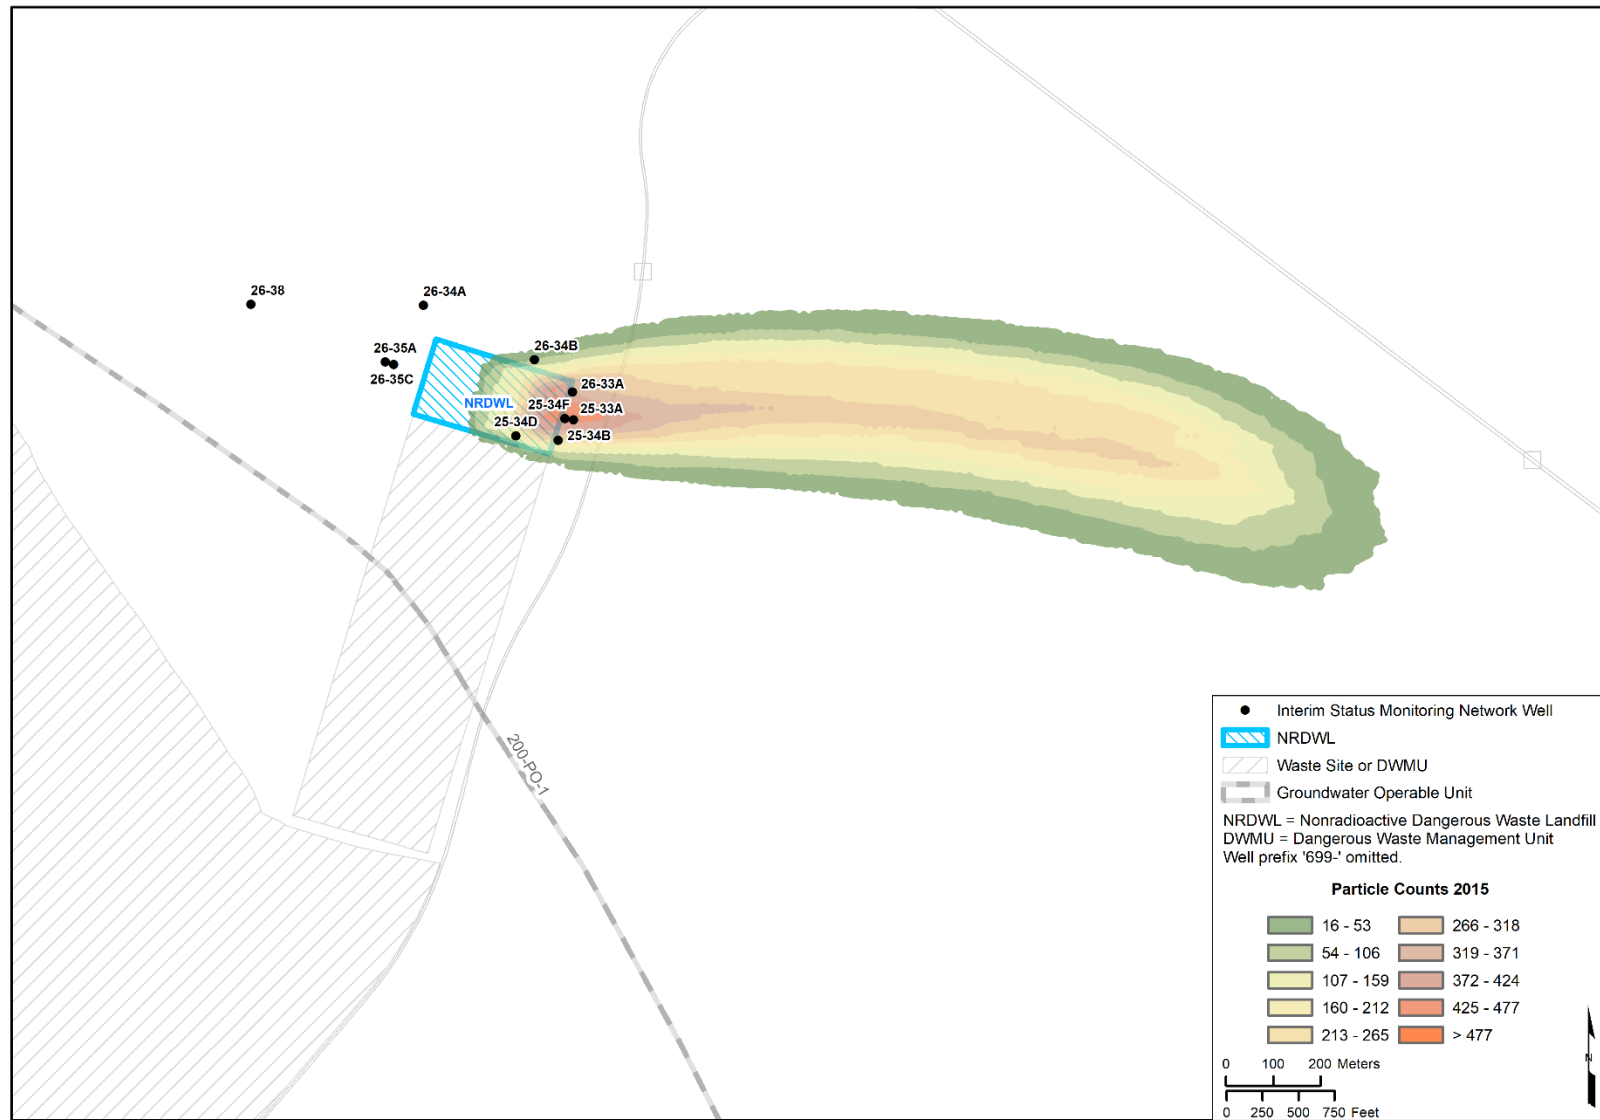 26-38
26-34A
26-35A
26-35C
26-34B
NRDWL
26-33A
25-34F
25-33A
25-34D
25-34B
200-PO-1
Interim Status Monitoring Network Well
NRDWL
Waste Site or DWMU
Groundwater Operable Unit
NRDWL = Nonradioactive Dangerous Waste Landfill
DWMU = Dangerous Waste Management Unit
Well prefix '699-' omitted.
Particle Counts 2015
16 - 53
266 - 318
54 - 106
319 - 371
107 - 159
372 - 424
160 - 212
425 - 477
213 - 265
> 477
0 100 200 Meters
0 250 500 750 Feet
N